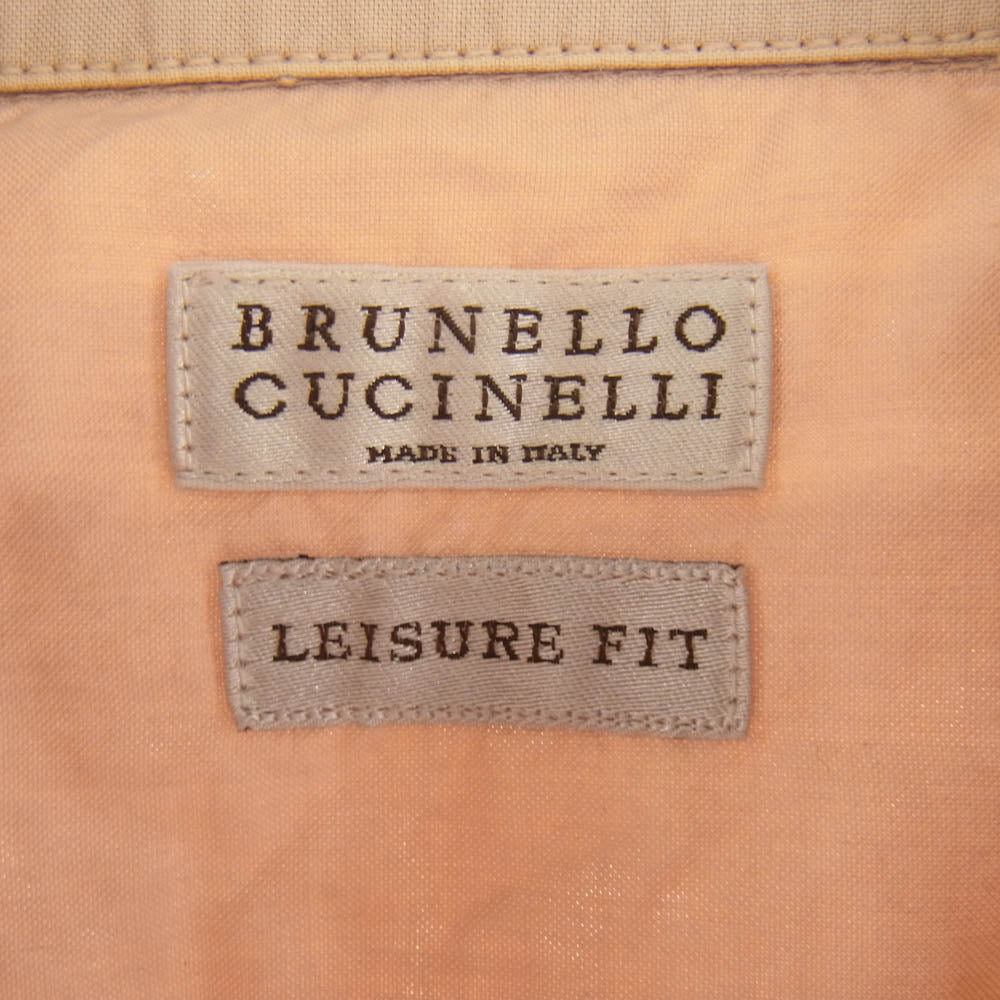 BRUNELLO
CUCINELLI
MADE IN ITALY
LEISURE FIT